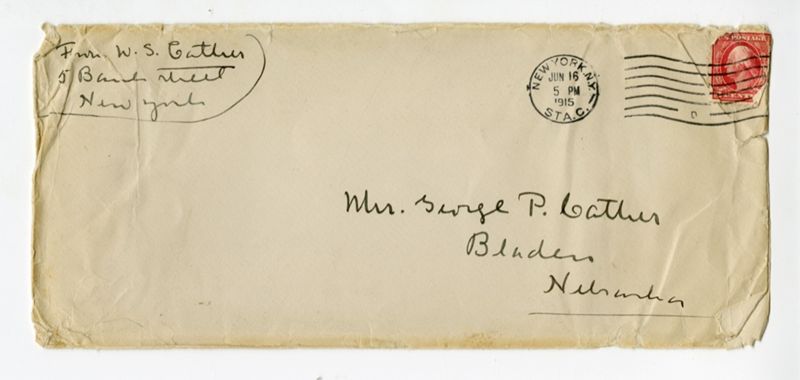 From W. S. Cather
5 Bank street
New York
NEW YORK, N.Y.
JUN 16
5 PM
1915
STA. C.
S. POSTAGE
Mrs. George P. Cather
Bladen
Nebraska